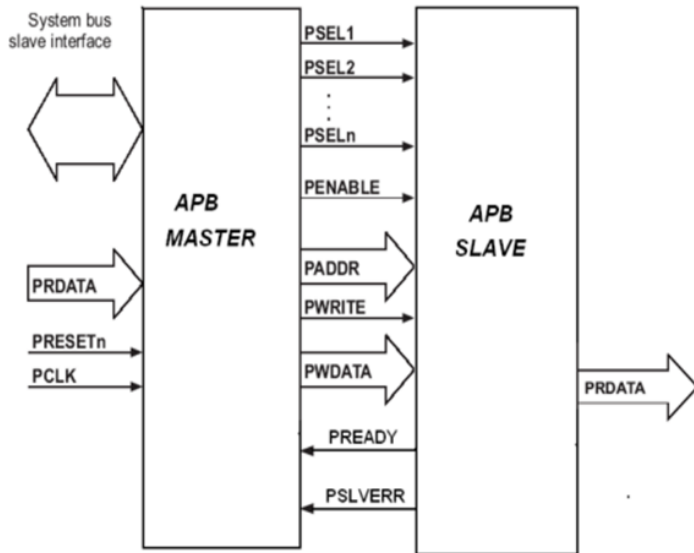 System bus
slave interface
PSEL1
PSEL2
PSELn
PENABLE
APB
MASTER
APB
SLAVE
PRDATA
PADDR
PWRITE
PRESETn
PCLK
PWDATA
PRDATA
PREADY
PSLVERR